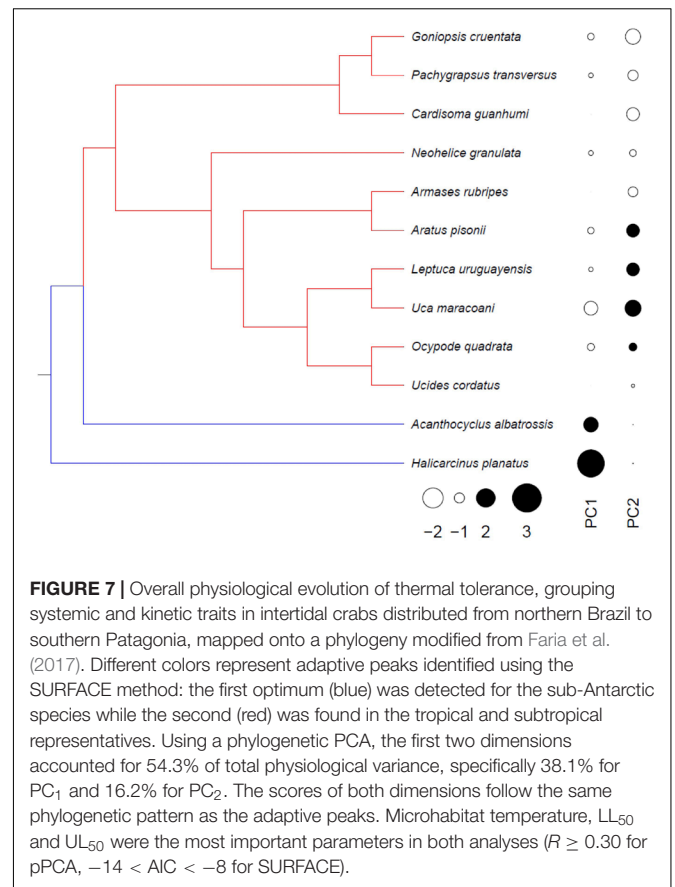 Goniopsis cruentata
Pachygrapsus transversus
Cardisoma guanhumi
Neohelice granulata
Armases rubripes
Aratus pisonii
Leptuca uruguayensis
Uca maracoani
Ocypode quadrata
Ucides cordatus
Acanthocyclus albatrossis
Halicarcinus planatus
−2 −1 2 3
PC1
PC2
FIGURE 7 | Overall physiological evolution of thermal tolerance, grouping
systemic and kinetic traits in intertidal crabs distributed from northern Brazil to
southern Patagonia, mapped onto a phylogeny modified from Faria et al.
(2017). Different colors represent adaptive peaks identified using the
SURFACE method: the first optimum (blue) was detected for the sub-Antarctic
species while the second (red) was found in the tropical and subtropical
representatives. Using a phylogenetic PCA, the first two dimensions
accounted for 54.3% of total physiological variance, specifically 38.1% for
PC₁ and 16.2% for PC₂. The scores of both dimensions follow the same
phylogenetic pattern as the adaptive peaks. Microhabitat temperature, LL₅₀
and UL₅₀ were the most important parameters in both analyses (R ≥ 0.30 for
pPCA, −14 < AIC < −8 for SURFACE).